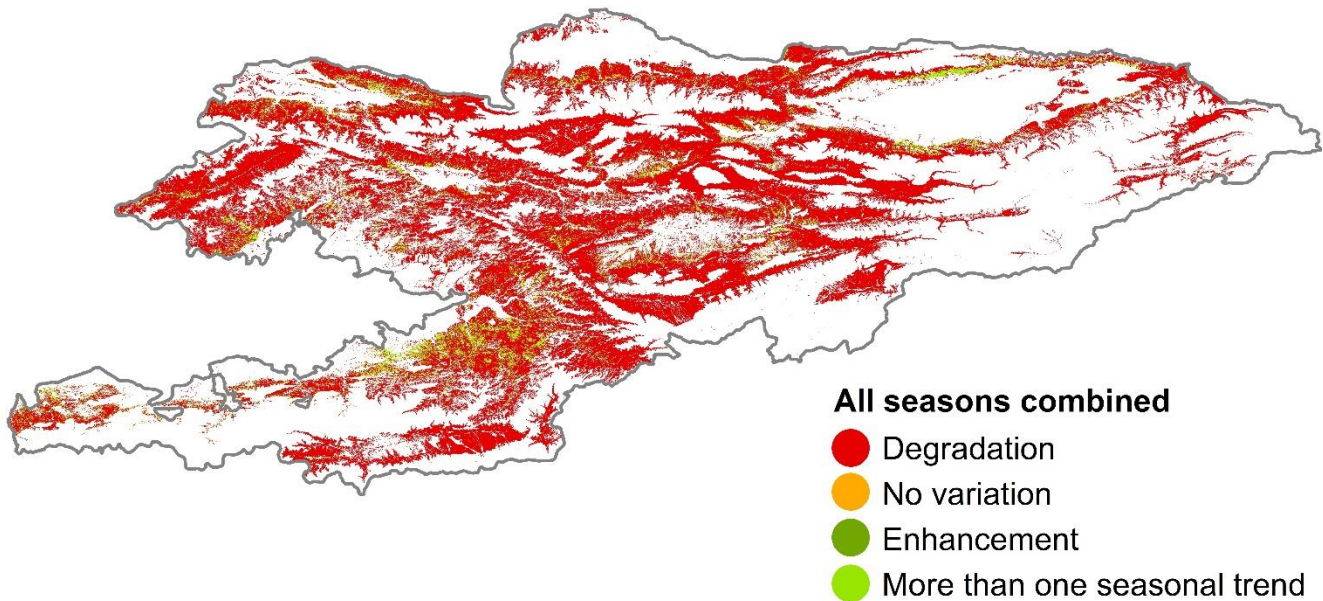 All seasons combined
Degradation
No variation
Enhancement
More than one seasonal trend